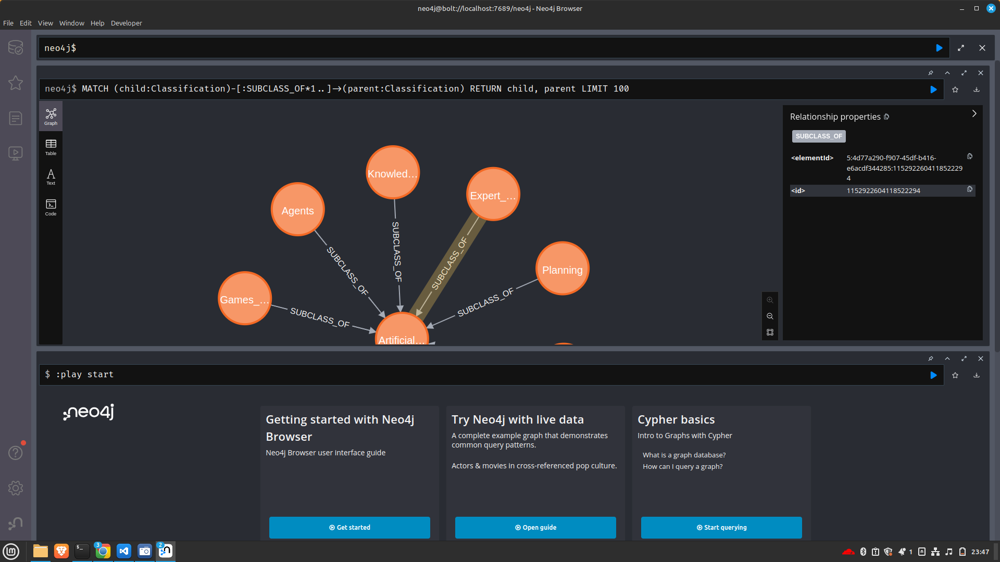 neo4j@bolt://localhost:7689/neo4j - Neo4j Browser
File Edit View Window Help Developer
neo4j$
neo4j$ MATCH (child:Classification)-[:SUBCLASS_OF*1..]->(parent:Classification) RETURN child, parent LIMIT 100
Graph
Table
Text
Code
Knowled...
Expert_...
Agents
Planning
Games_...
Artificial...
SUBCLASS_OF
SUBCLASS_OF
SUBCLASS_OF
SUBCLASS_OF
SUBCLASS_OF
Relationship properties
SUBCLASS_OF
<elementId> 5:4d77a290-f907-45df-b416-
e6acdf344285:115292260411852229
4
<id> 1152922604118522294
$ :play start
neo4j
Getting started with Neo4j
Browser
Neo4j Browser user interface guide
Get started
Try Neo4j with live data
A complete example graph that demonstrates
common query patterns.
Actors & movies in cross-referenced pop culture.
Open guide
Cypher basics
Intro to Graphs with Cypher
What is a graph database?
How can I query a graph?
Start querying
3
2
1
23:47